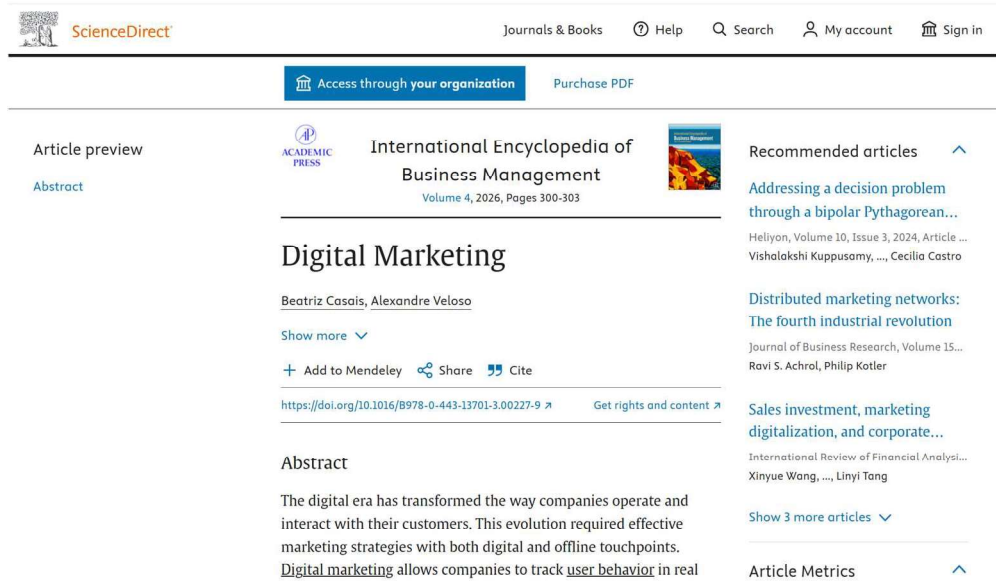 ScienceDirect
Journals & Books
Help
Search
My account
Sign in
Access through your organization
Purchase PDF
Article preview
Abstract
ACADEMIC
PRESS
International Encyclopedia of
Business Management
Volume 4, 2026, Pages 300-303
Digital Marketing
Beatriz Casais, Alexandre Veloso
Show more
Add to Mendeley
Share
Cite
https://doi.org/10.1016/B978-0-443-13701-3.00227-9
Get rights and content
Abstract
The digital era has transformed the way companies operate and
interact with their customers. This evolution required effective
marketing strategies with both digital and offline touchpoints.
Digital marketing allows companies to track user behavior in real
Recommended articles
Addressing a decision problem
through a bipolar Pythagorean...
Heliyon, Volume 10, Issue 3, 2024, Article ...
Vishalakshi Kuppusamy, ..., Cecilia Castro
Distributed marketing networks:
The fourth industrial revolution
Journal of Business Research, Volume 15...
Ravi S. Achrol, Philip Kotler
Sales investment, marketing
digitalization, and corporate...
International Review of Financial Analysi...
Xinyue Wang, ..., Linyi Tang
Show 3 more articles
Article Metrics